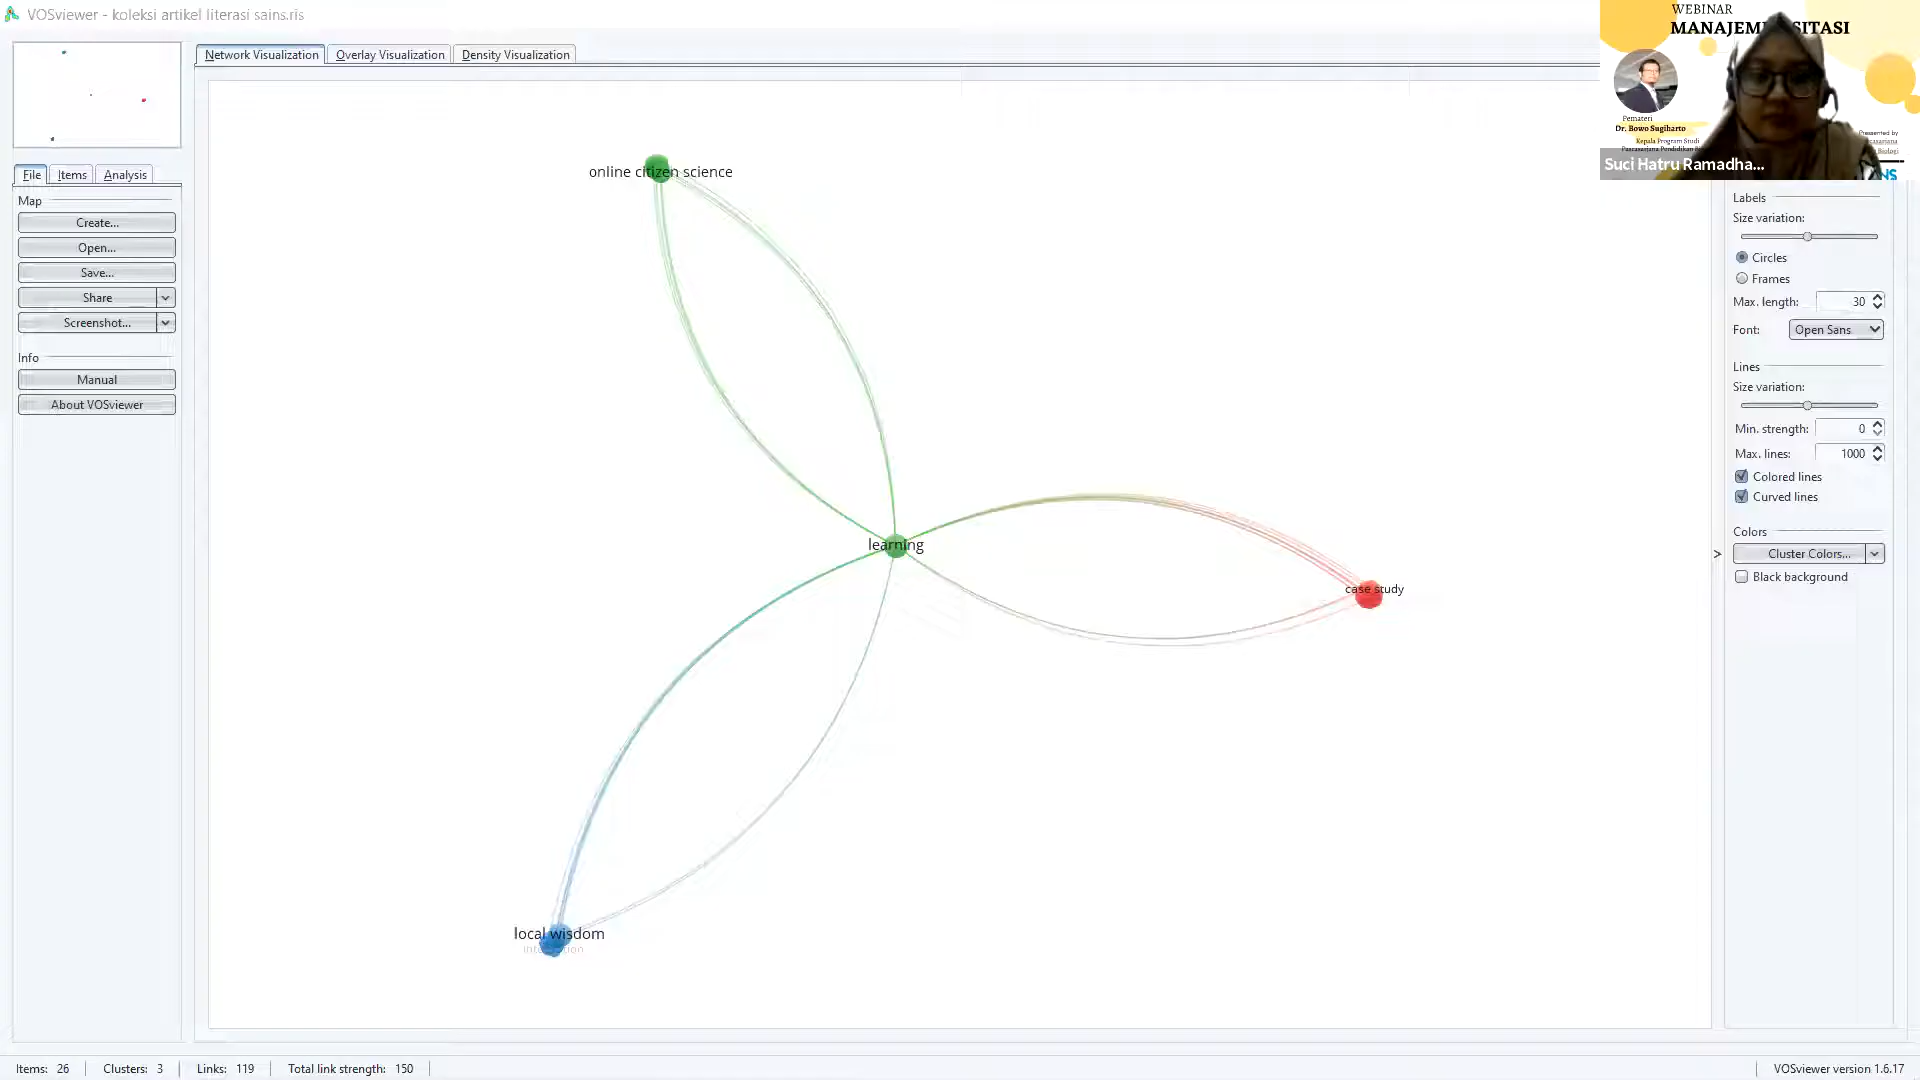 VOSviewer - koleksi artikel literasi sains.ris
Network Visualization
Overlay Visualization
Density Visualization
WEBINAR
Pemateri
Dr. Bowo Sugiharto
Kepala Program Studi
Suci Hatru Ramadha...
File
Items
Analysis
Map
Create...
Open...
Save...
Share
Screenshot...
Info
Manual
About VOSviewer
online citizen science
learning
case study
local wisdom
Labels
Size variation:
Circles
Frames
Max. length: 30
Font: Open Sans
Lines
Size variation:
Min. strength: 0
Max. lines: 1000
Colored lines
Curved lines
Colors
>
Cluster Colors...
Black background
Items: 26
Clusters: 3
Links: 119
Total link strength: 150
VOSviewer version 1.6.17